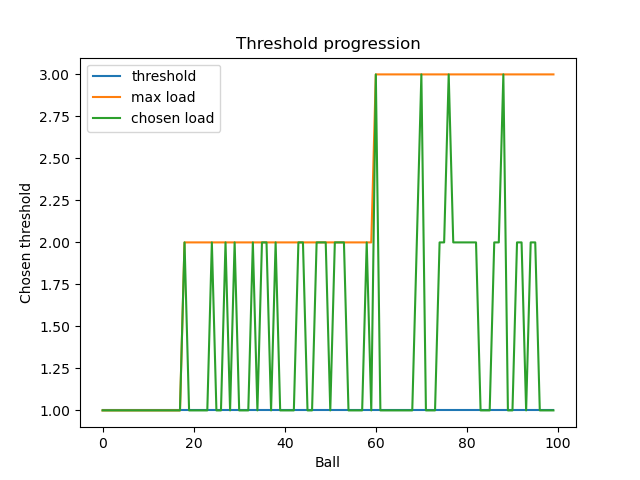 Threshold progression
threshold
max load
chosen load
3.00
2.75
2.50
2.25
2.00
1.75
1.50
1.25
1.00
Chosen threshold
0 20 40 60 80 100
Ball